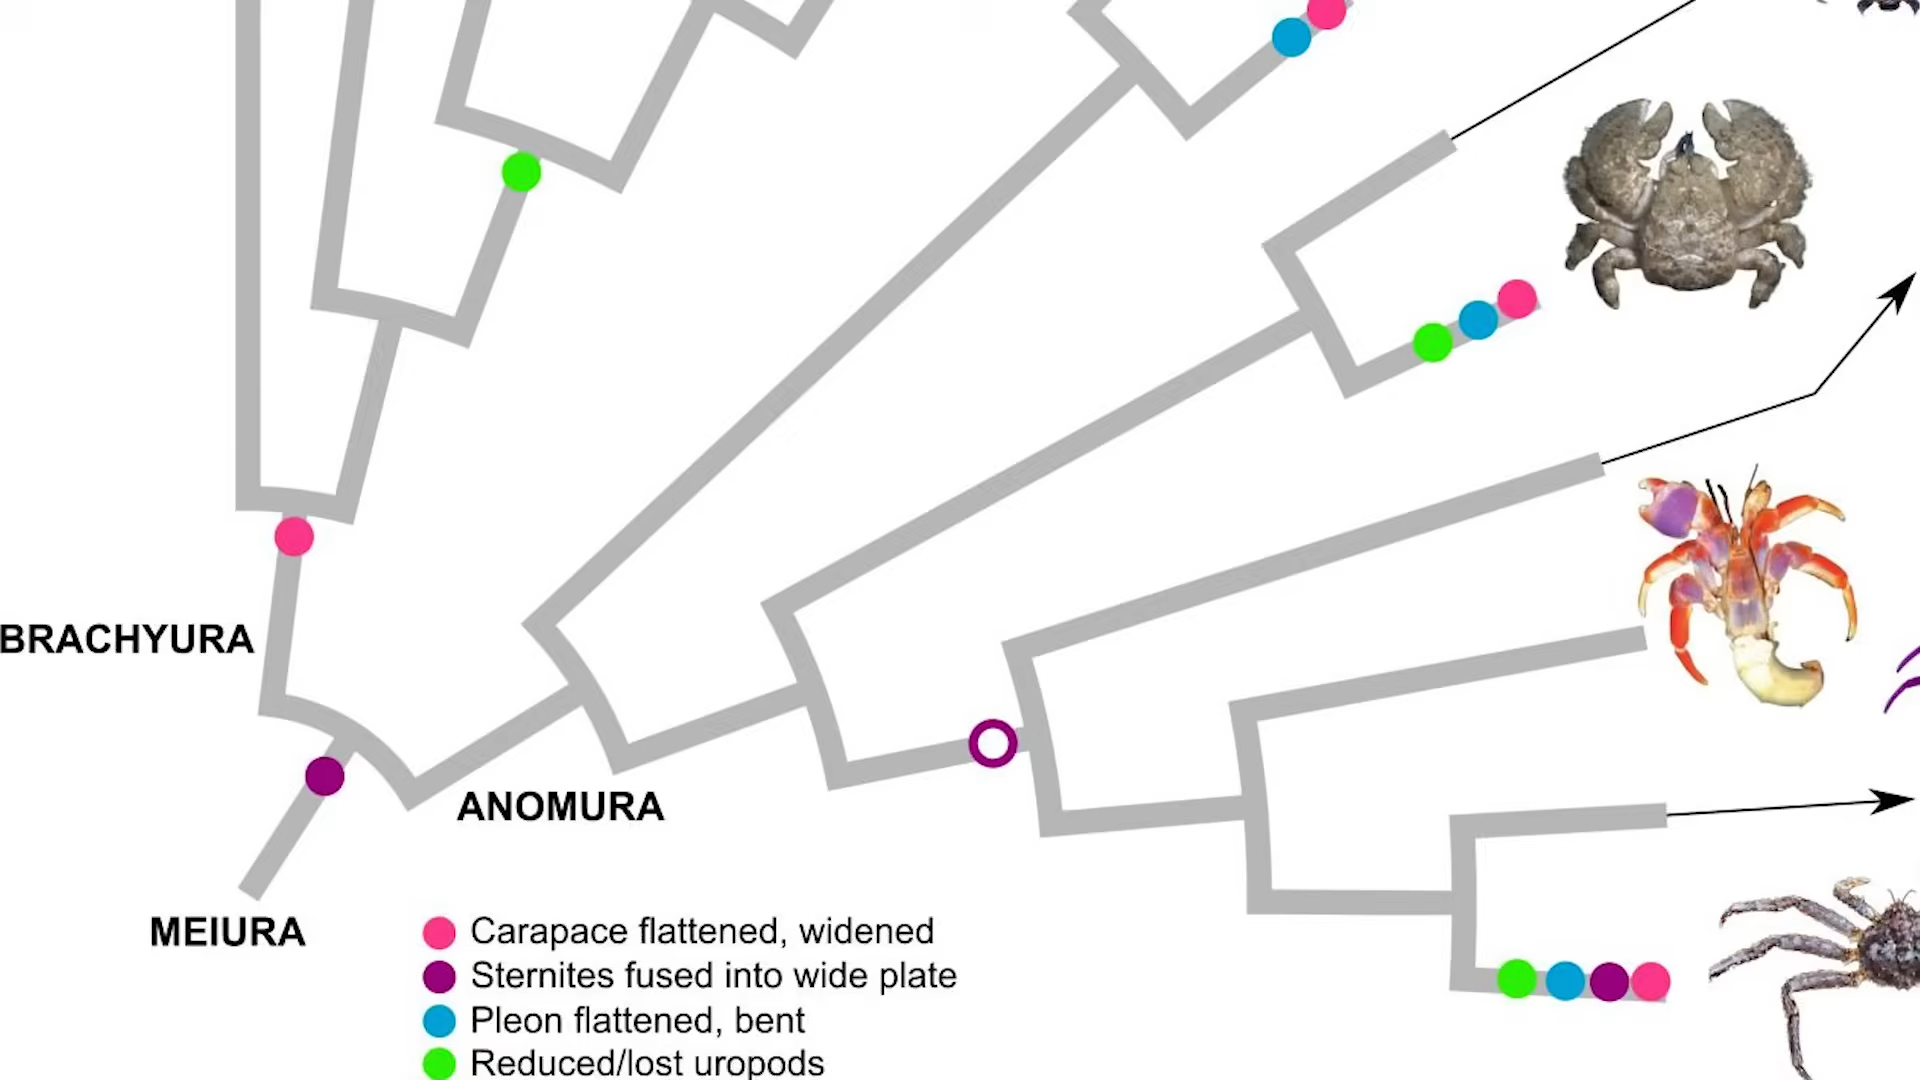 BRACHYURA
ANOMURA
MEIURA
Carapace flattened, widened
Sternites fused into wide plate
Pleon flattened, bent
Reduced/lost uropods